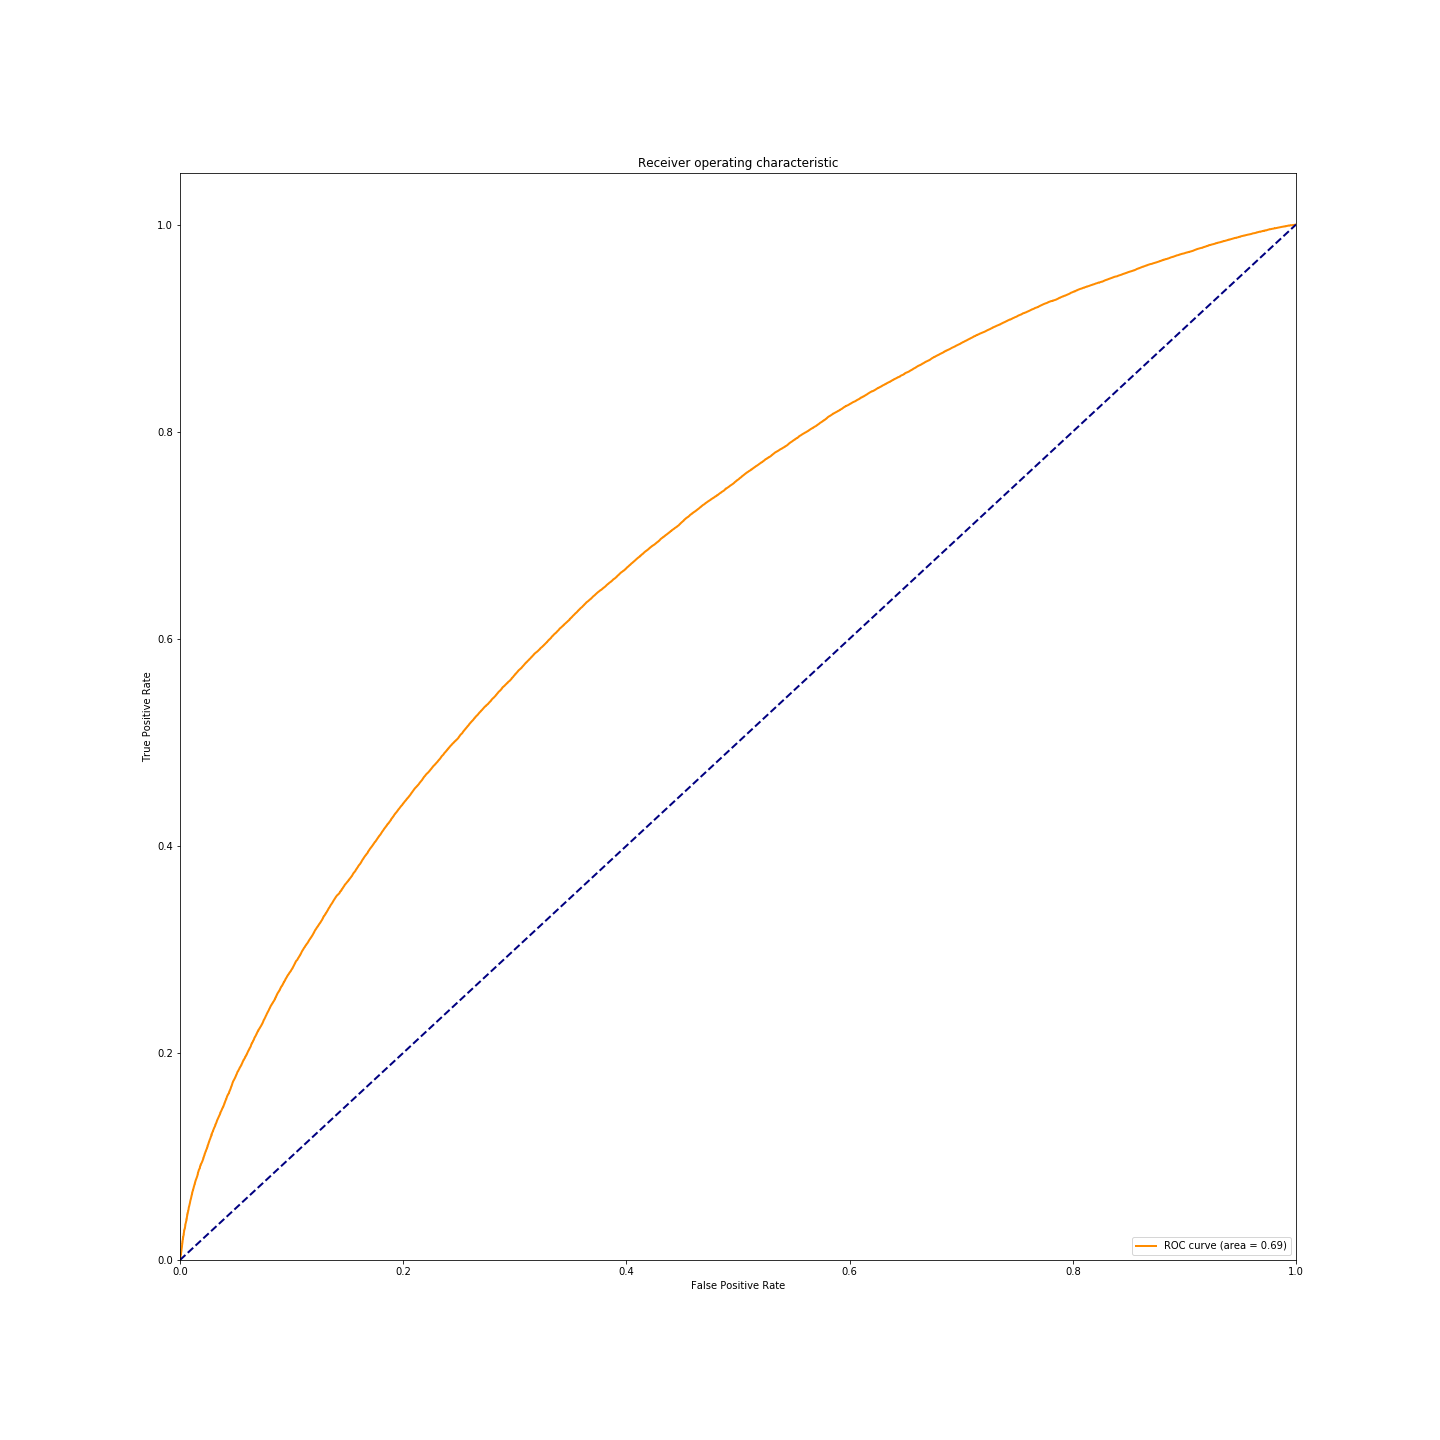 Receiver operating characteristic
1.0
0.8
0.6
0.4
0.2
0.0
True Positive Rate
ROC curve (area = 0.69)
0.0 0.2 0.4 0.6 0.8 1.0
False Positive Rate